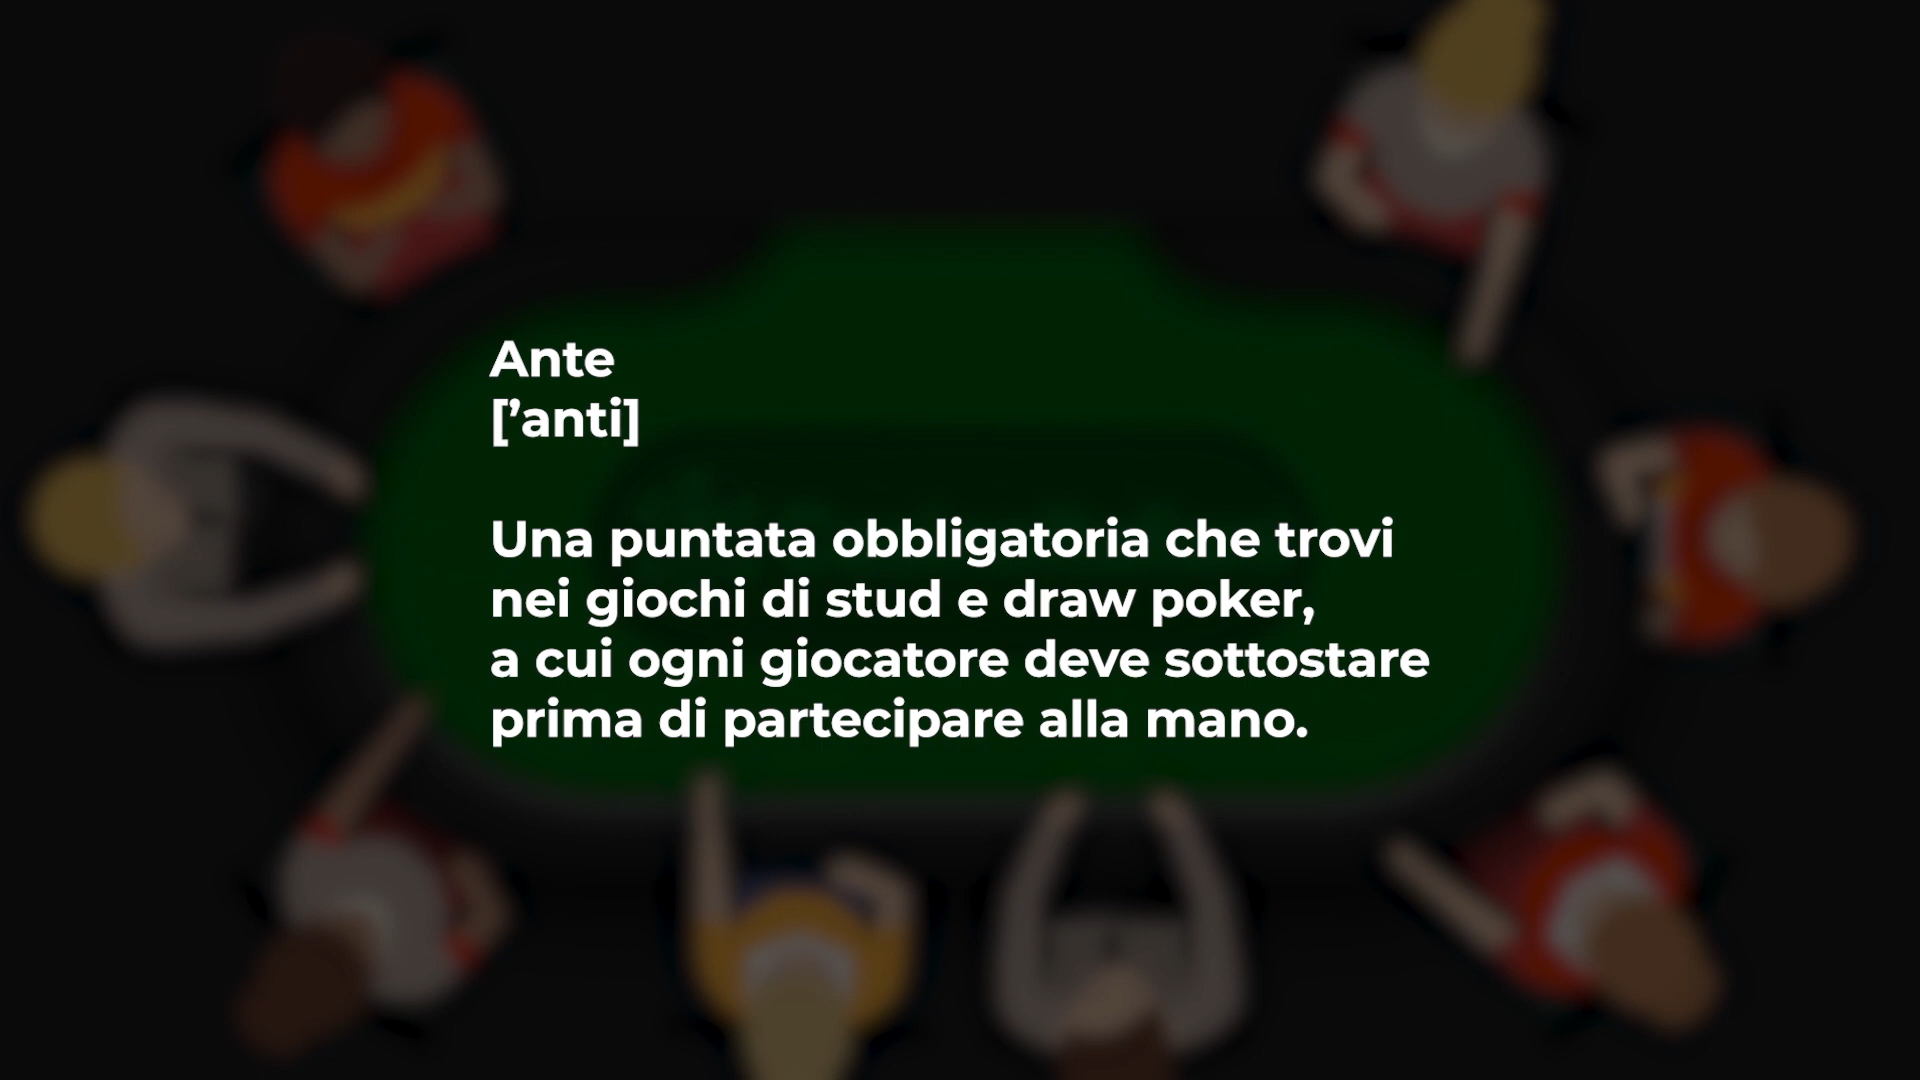 Ante
[’anti]
Una puntata obbligatoria che trovi
nei giochi di stud e draw poker,
a cui ogni giocatore deve sottostare
prima di partecipare alla mano.